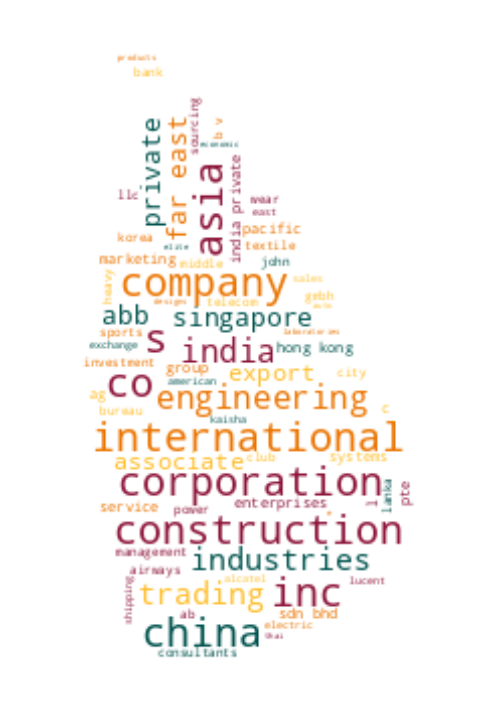 products
bank
sourcing
private
far east
b v
economic
asia
india private
llc
wear
east
pacific
korea
elite
textile
marketing
middle
john
heavy
company
sales
designs
telecom
gmbh
abb
singapore
sports
laboratories
exchange
s
india
hong kong
investment
group
export
city
american
co
ag
engineering
bureau
c
kaisha
international
associate
club
systems
corporation
l
lanka
pte
service
power
enterprises
construction
management
industries
airways
shipping
alcatel
lucent
trading
inc
ab
sdn bhd
china
electric
thai
consultants